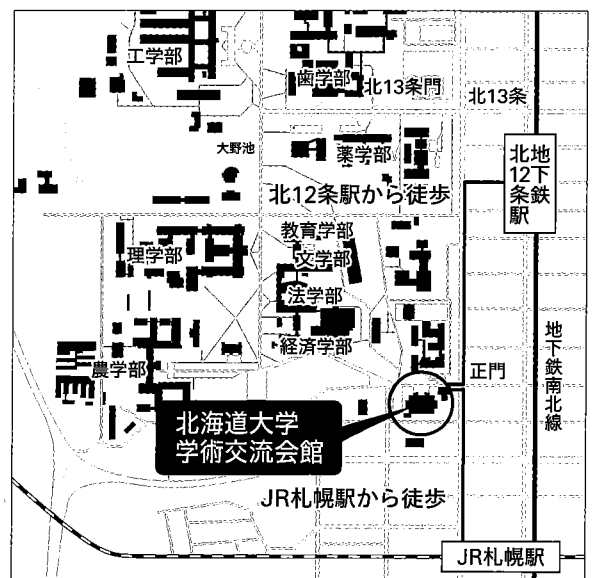 工学部
歯学部
北13条門
北13条
大野池
薬学部
地下鉄
北12条駅
北12条駅から徒歩
教育学部
理学部
文学部
法学部
経済学部
地下鉄南北線
農学部
正門
北海道大学
学術交流会館
JR札幌駅から徒歩
JR札幌駅